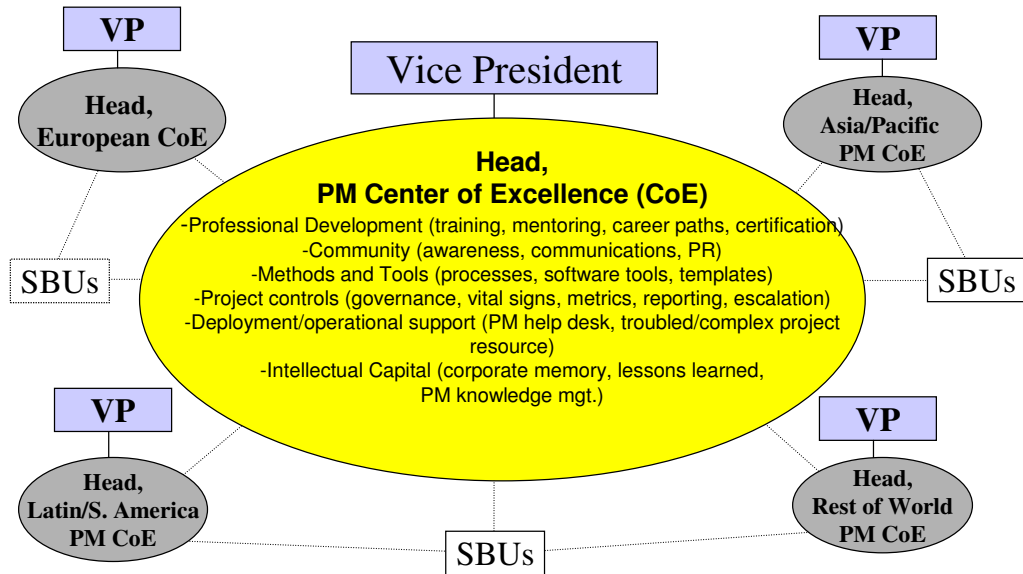 VP
Head,
European CoE
Vice President
VP
Head,
Asia/Pacific
PM CoE
Head,
PM Center of Excellence (CoE)
-Professional Development (training, mentoring, career paths, certification)
-Community (awareness, communications, PR)
-Methods and Tools (processes, software tools, templates)
-Project controls (governance, vital signs, metrics, reporting, escalation)
-Deployment/operational support (PM help desk, troubled/complex project
resource)
-Intellectual Capital (corporate memory, lessons learned,
PM knowledge mgt.)
SBUs
SBUs
VP
Head,
Latin/S. America
PM CoE
SBUs
VP
Head,
Rest of World
PM CoE